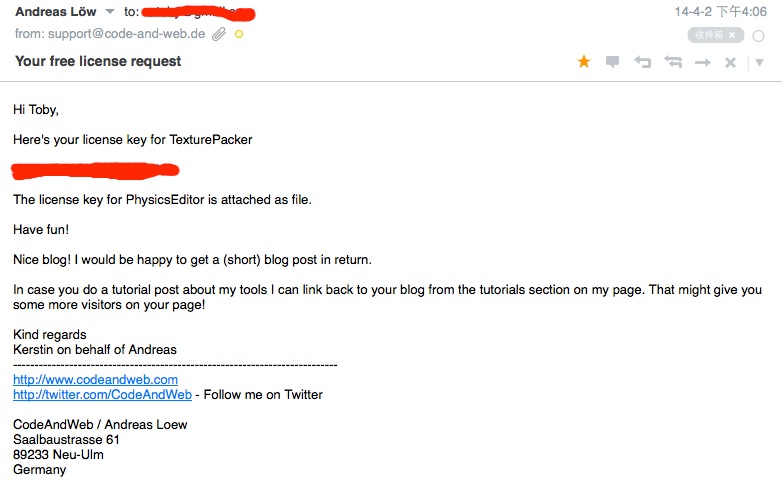 Andreas Löw to:
14-4-2 下午4:06
from: support@code-and-web.de
收件箱 ×
Your free license request
Hi Toby,
Here's your license key for TexturePacker
The license key for PhysicsEditor is attached as file.
Have fun!
Nice blog! I would be happy to get a (short) blog post in return.
In case you do a tutorial post about my tools I can link back to your blog from the tutorials section on my page. That might give you
some more visitors on your page!
Kind regards
Kerstin on behalf of Andreas
---------------------------------------------------------------------------
http://www.codeandweb.com
http://twitter.com/CodeAndWeb - Follow me on Twitter
CodeAndWeb / Andreas Loew
Saalbaustrasse 61
89233 Neu-Ulm
Germany